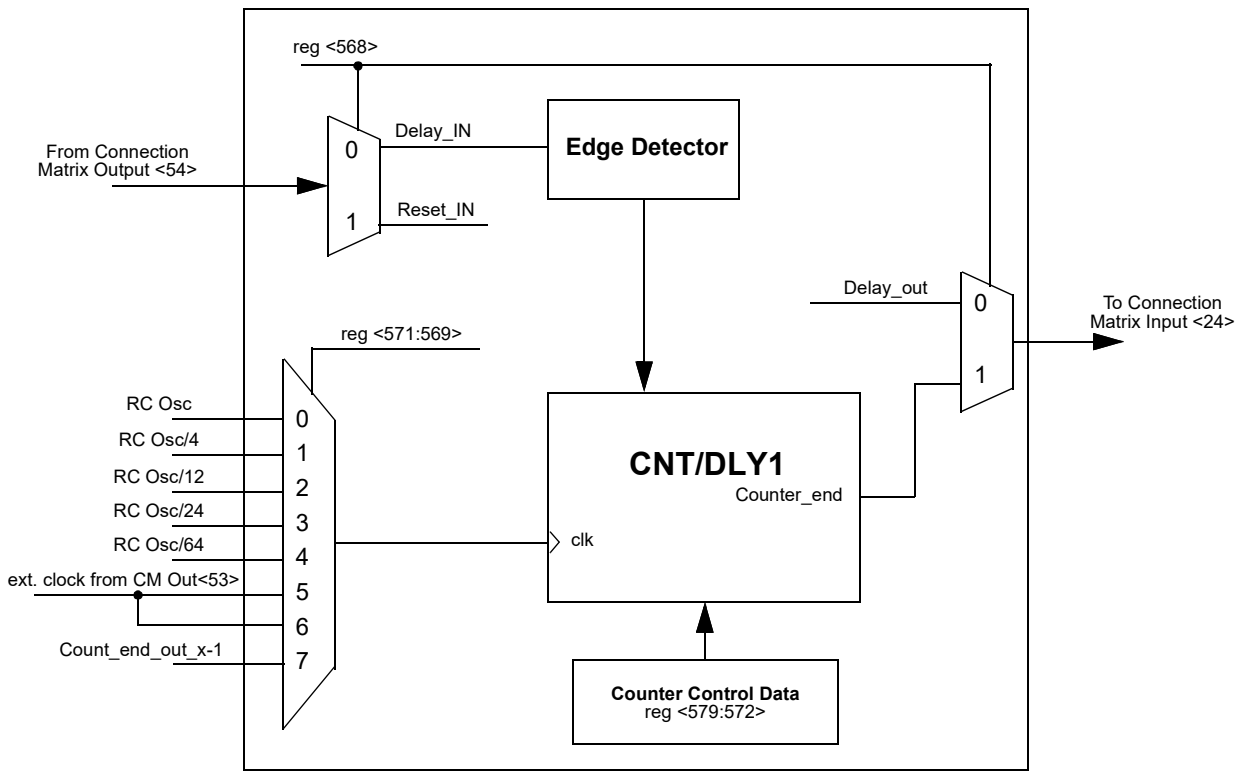 reg <568>
From Connection
Matrix Output <54>
0
1
Delay_IN
Reset_IN
Edge Detector
Delay_out
0
1
To Connection
Matrix Input <24>
reg <571:569>
RC Osc
RC Osc/4
RC Osc/12
RC Osc/24
RC Osc/64
ext. clock from CM Out<53>
Count_end_out_x-1
0
1
2
3
4
5
6
7
CNT/DLY1
Counter_end
clk
Counter Control Data
reg <579:572>